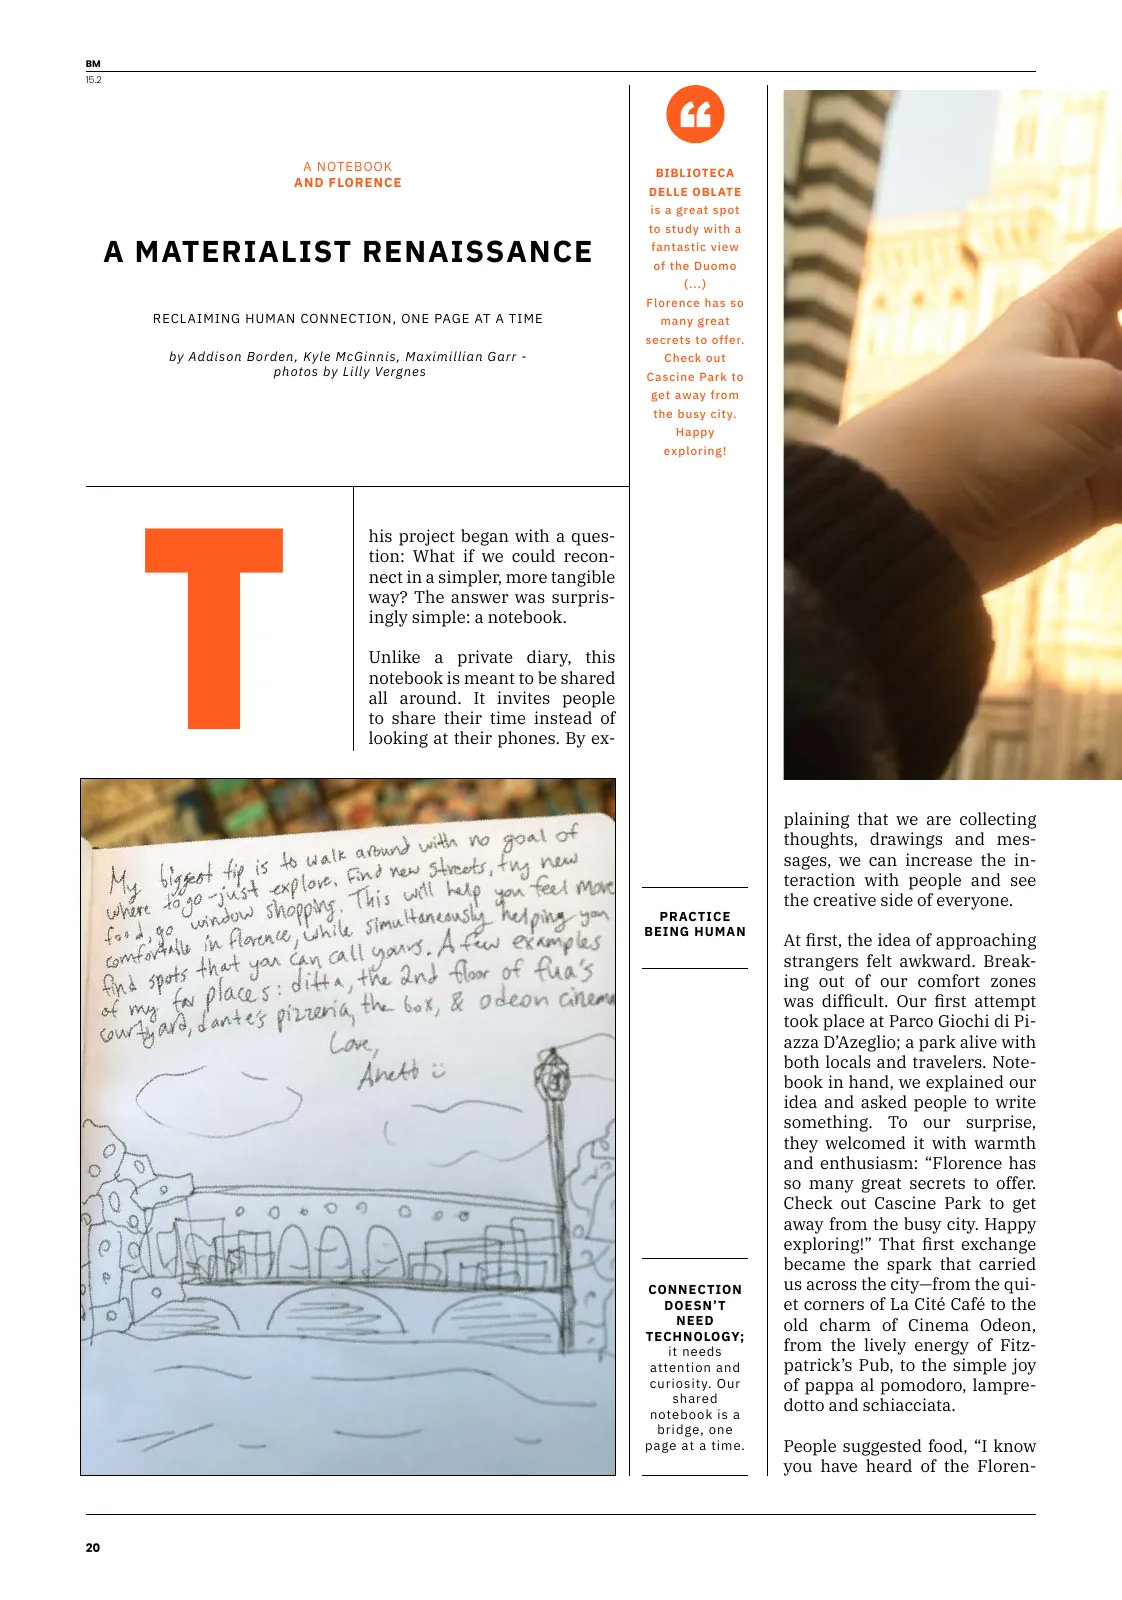 BM
15.2
A NOTEBOOK
AND FLORENCE
A MATERIALIST RENAISSANCE
RECLAIMING HUMAN CONNECTION, ONE PAGE AT A TIME
by Addison Borden, Kyle McGinnis, Maximillian Garr -
photos by Lilly Vergnes
T
his project began with a ques-
tion: What if we could recon-
nect in a simpler, more tangible
way? The answer was surpris-
ingly simple: a notebook.
Unlike a private diary, this
notebook is meant to be shared
all around. It invites people
to share their time instead of
looking at their phones. By ex-
My biggest tip is to walk around with no goal of
where to go - just explore. Find new streets, try new
food, go window shopping. This will help you feel more
comfortable in florence, while simultaneously helping you
find spots that you can call yours. A few examples
of my fav places: ditta, the 2nd floor of fua's
courtyard, dante's pizzeria, the box, & odeon cinema
Love,
Anett :)
BIBLIOTECA
DELLE OBLATE
is a great spot
to study with a
fantastic view
of the Duomo
(...)
Florence has so
many great
secrets to offer.
Check out
Cascine Park to
get away from
the busy city.
Happy
exploring!
PRACTICE
BEING HUMAN
CONNECTION
DOESN'T
NEED
TECHNOLOGY;
it needs
attention and
curiosity. Our
shared
notebook is a
bridge, one
page at a time.
plaining that we are collecting
thoughts, drawings and mes-
sages, we can increase the in-
teraction with people and see
the creative side of everyone.
At first, the idea of approaching
strangers felt awkward. Break-
ing out of our comfort zones
was difficult. Our first attempt
took place at Parco Giochi di Pi-
azza D'Azeglio; a park alive with
both locals and travelers. Note-
book in hand, we explained our
idea and asked people to write
something. To our surprise,
they welcomed it with warmth
and enthusiasm: “Florence has
so many great secrets to offer.
Check out Cascine Park to get
away from the busy city. Happy
exploring!” That first exchange
became the spark that carried
us across the city—from the qui-
et corners of La Cité Café to the
old charm of Cinema Odeon,
from the lively energy of Fitz-
patrick's Pub, to the simple joy
of pappa al pomodoro, lampre-
dotto and schiacciata.
People suggested food, “I know
you have heard of the Floren-
20